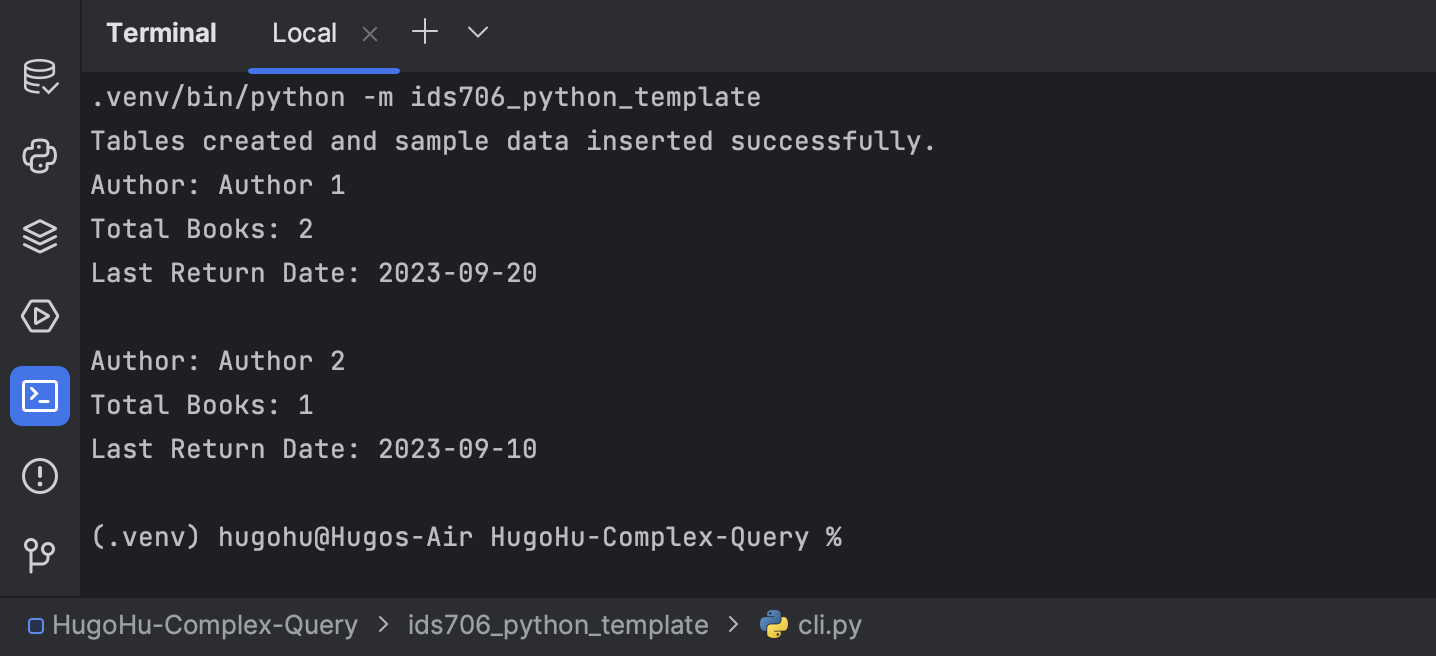 Terminal Local
.venv/bin/python -m ids706_python_template
Tables created and sample data inserted successfully.
Author: Author 1
Total Books: 2
Last Return Date: 2023-09-20
Author: Author 2
Total Books: 1
Last Return Date: 2023-09-10
(.venv) hugohu@Hugos-Air HugoHu-Complex-Query %
HugoHu-Complex-Query > ids706_python_template > cli.py